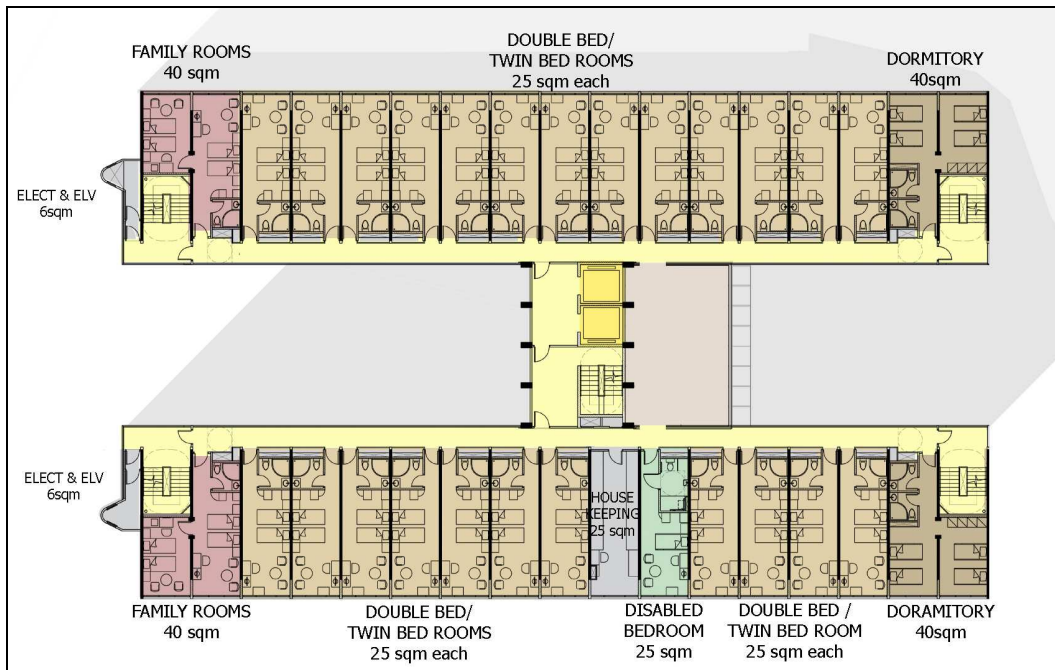 FAMILY ROOMS
40 sqm
DOUBLE BED/
TWIN BED ROOMS
25 sqm each
DORMITORY
40sqm
ELECT & ELV
6sqm
ELECT & ELV
6sqm
HOUSE
KEEPING
25 sqm
FAMILY ROOMS
40 sqm
DOUBLE BED/
TWIN BED ROOMS
25 sqm each
DISABLED
BEDROOM
25 sqm
DOUBLE BED /
TWIN BED ROOM
25 sqm each
DORAMITORY
40sqm